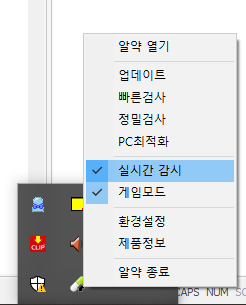 알약 열기
업데이트
빠른검사
정밀검사
PC최적화
실시간 감시
게임모드
환경설정
제품정보
알약 종료
CLIP
CAPS NUM SC